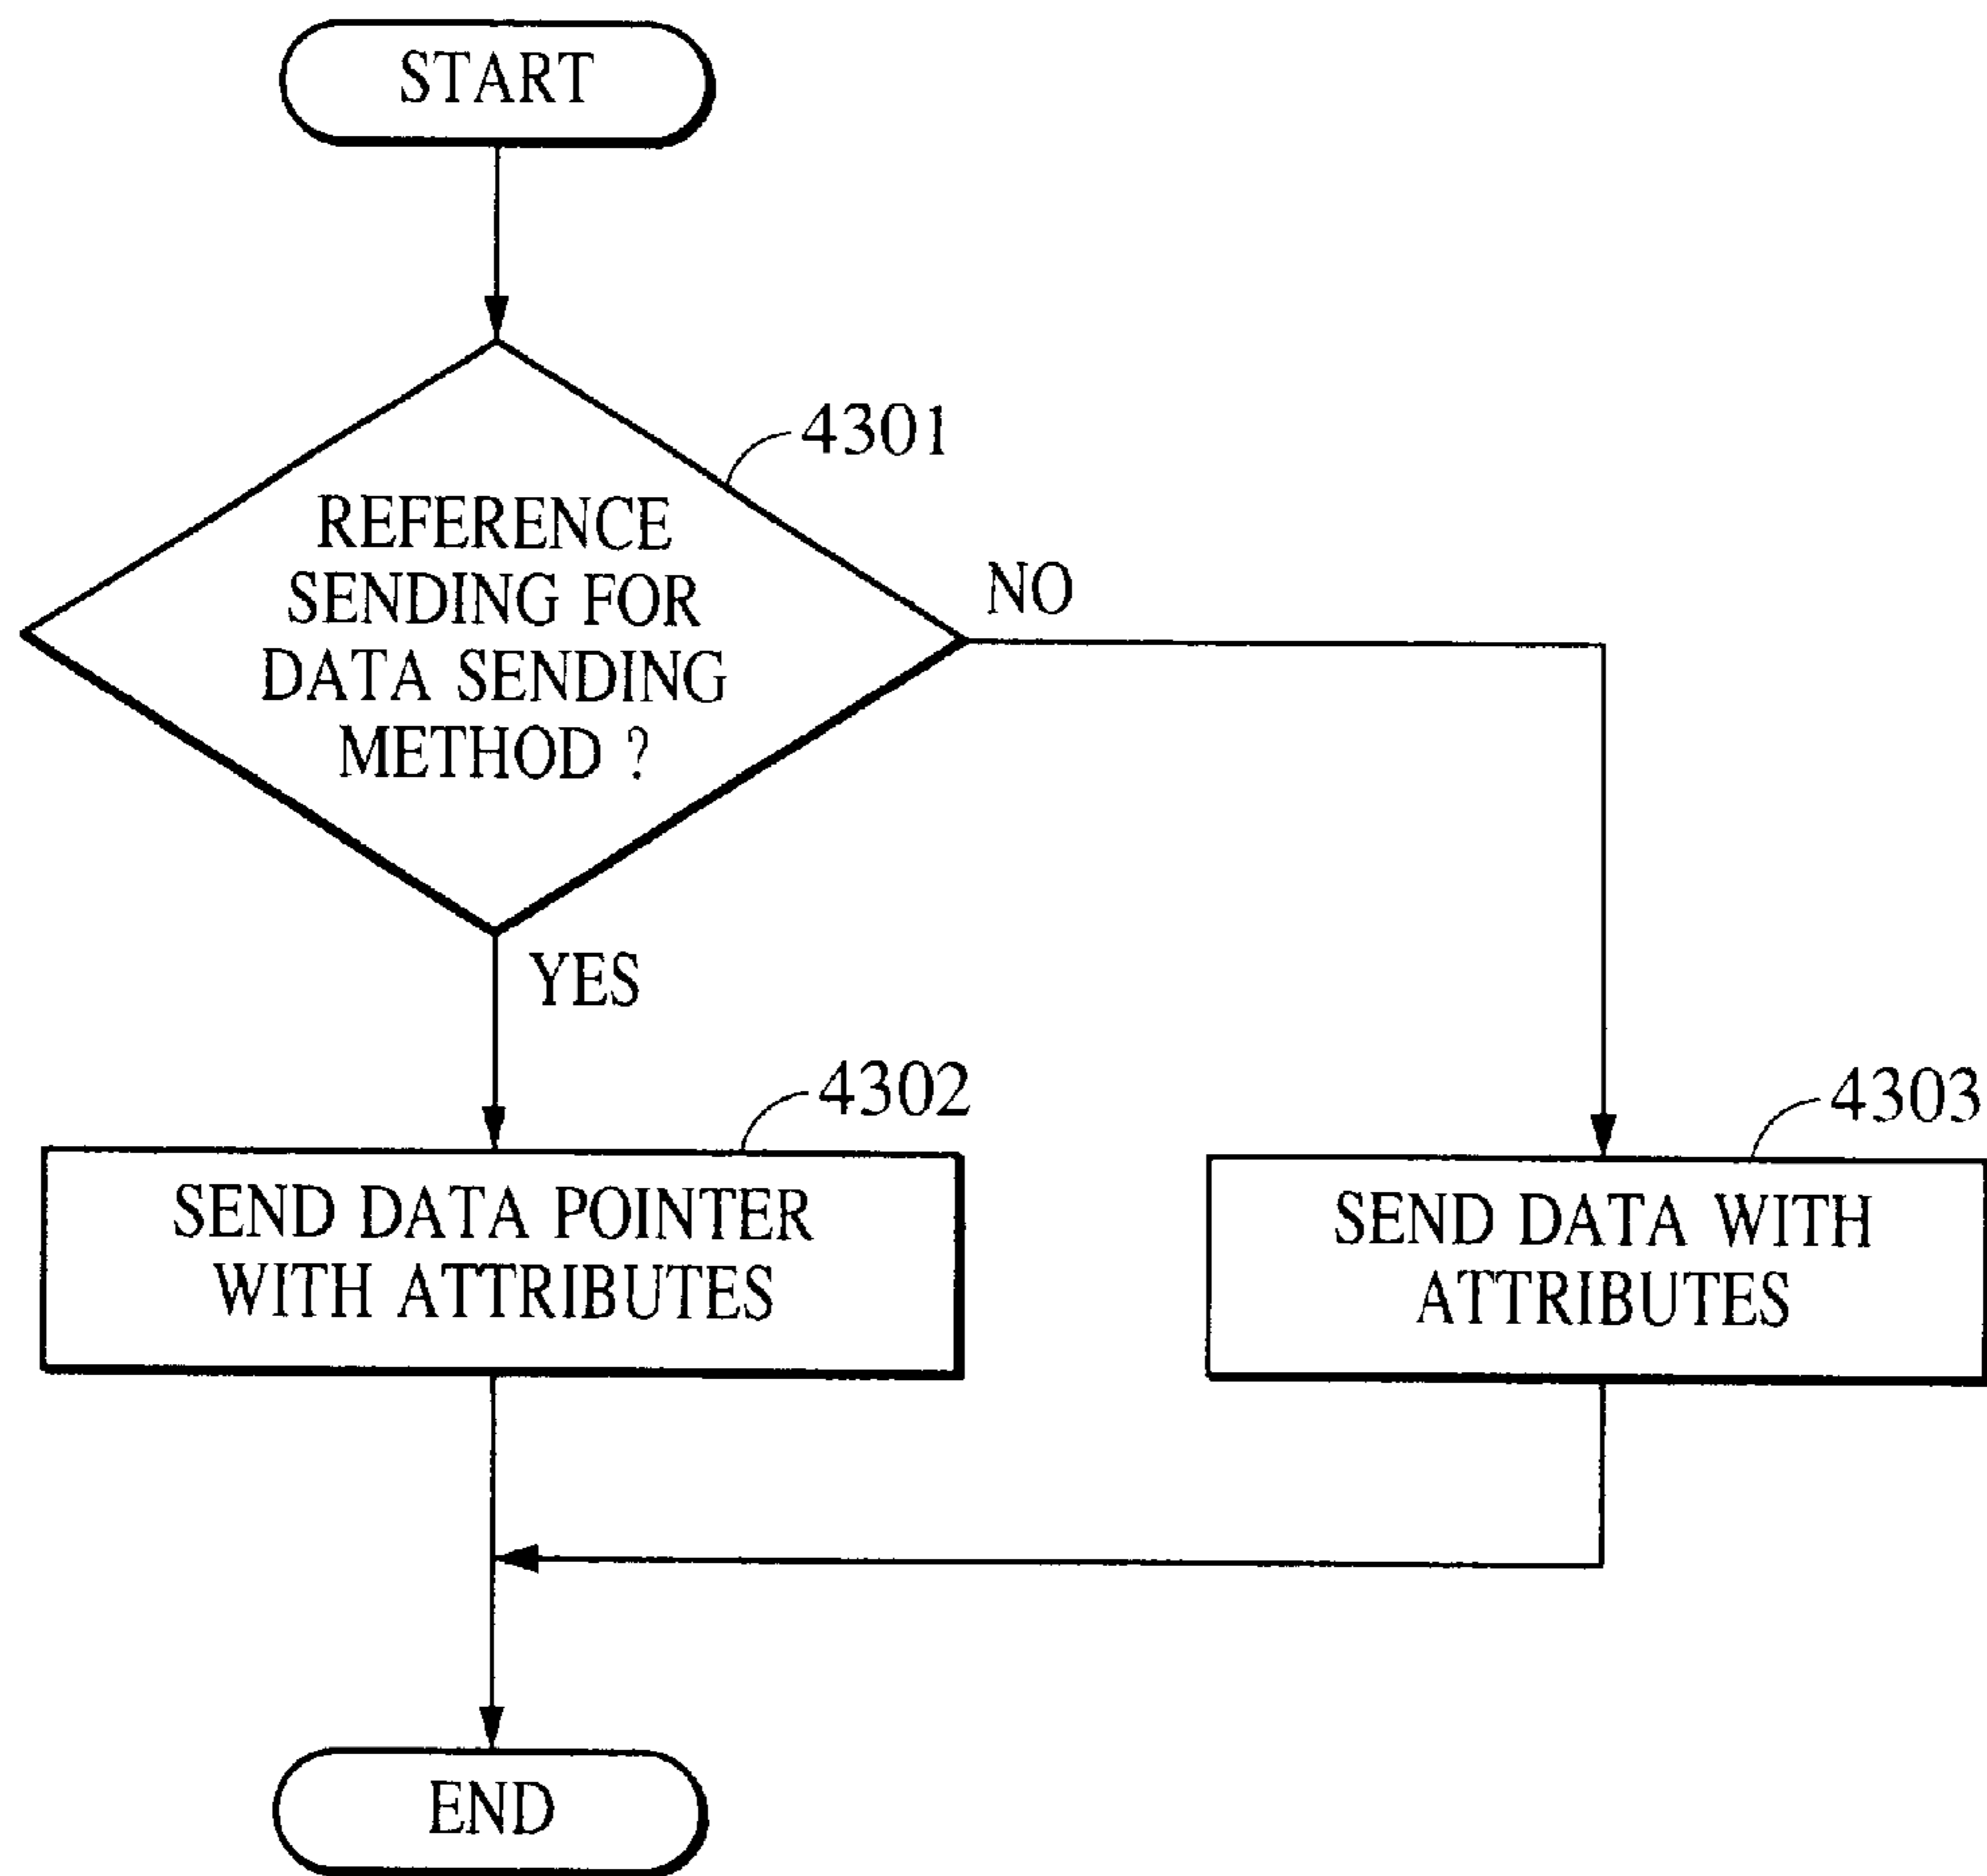 START
4301
REFERENCE
SENDING FOR
DATA SENDING
METHOD ?
NO
YES
4302
SEND DATA POINTER
WITH ATTRIBUTES
4303
SEND DATA WITH
ATTRIBUTES
END